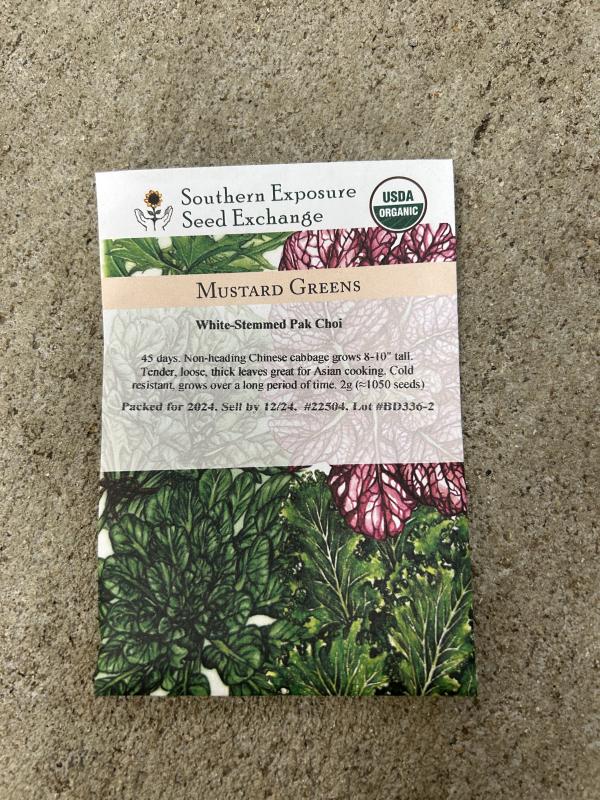 Southern Exposure
Seed Exchange
USDA
ORGANIC
MUSTARD GREENS
White-Stemmed Pak Choi
45 days. Non-heading Chinese cabbage grows 8-10" tall.
Tender, loose, thick leaves great for Asian cooking. Cold
resistant, grows over a long period of time. 2g (≈1050 seeds)
Packed for 2024. Sell by 12/24. #22504. Lot #BD336-2